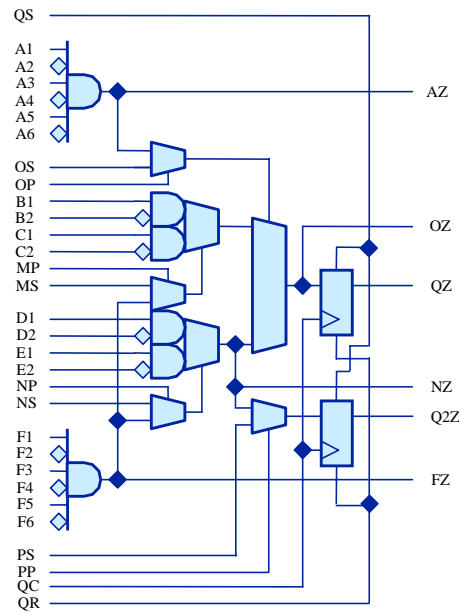 QS
A1
A2
A3
A4
A5
A6
AZ
OS
OP
B1
B2
C1
C2
OZ
MP
MS
QZ
D1
D2
E1
E2
NP
NZ
NS
Q2Z
F1
F2
F3
F4
F5
F6
FZ
PS
PP
QC
QR